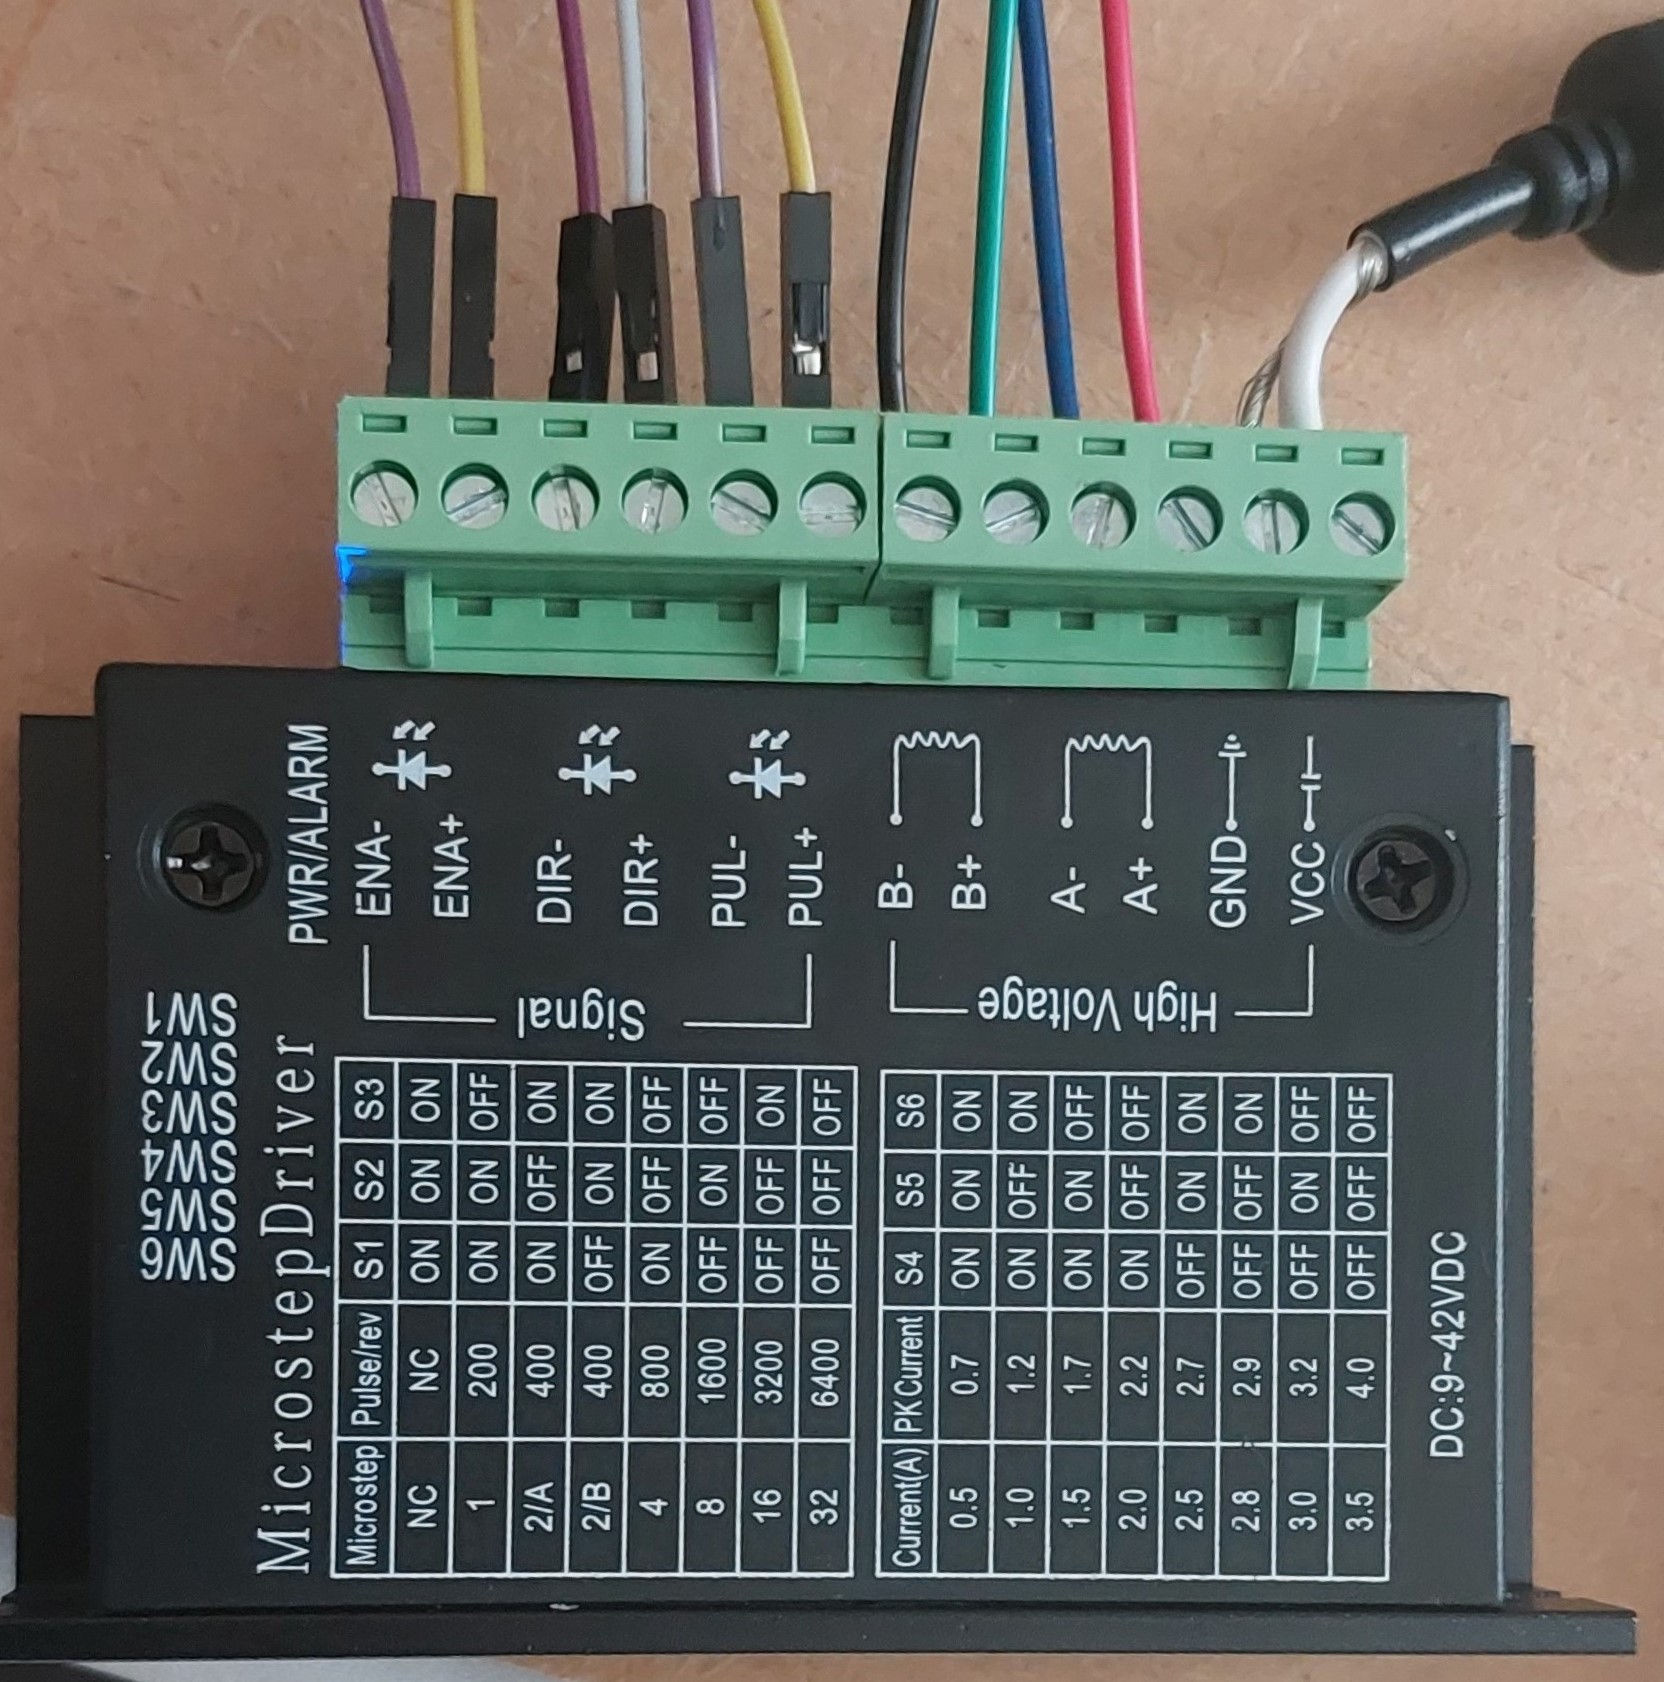 SW6 SW5 SW4 SW3 SW2 SW1
MicrostepDriver
PWR/ALARM
Microstep Pulse/rev S1 S2 S3
NC NC ON ON ON
1 200 ON ON OFF
2/A 400 ON OFF ON
2/B 400 OFF ON ON
4 800 ON OFF OFF
8 1600 OFF ON OFF
16 3200 OFF OFF ON
32 6400 OFF OFF OFF
Signal
ENA-
ENA+
DIR-
DIR+
PUL-
PUL+
Current(A) PK Current S4 S5 S6
0.5 0.7 ON ON ON
1.0 1.2 ON OFF ON
1.5 1.7 ON ON OFF
2.0 2.2 ON OFF OFF
2.5 2.7 OFF ON ON
2.8 2.9 OFF OFF ON
3.0 3.2 OFF ON OFF
3.5 4.0 OFF OFF OFF
High Voltage
B-
B+
A-
A+
GND
VCC
DC:9~42VDC